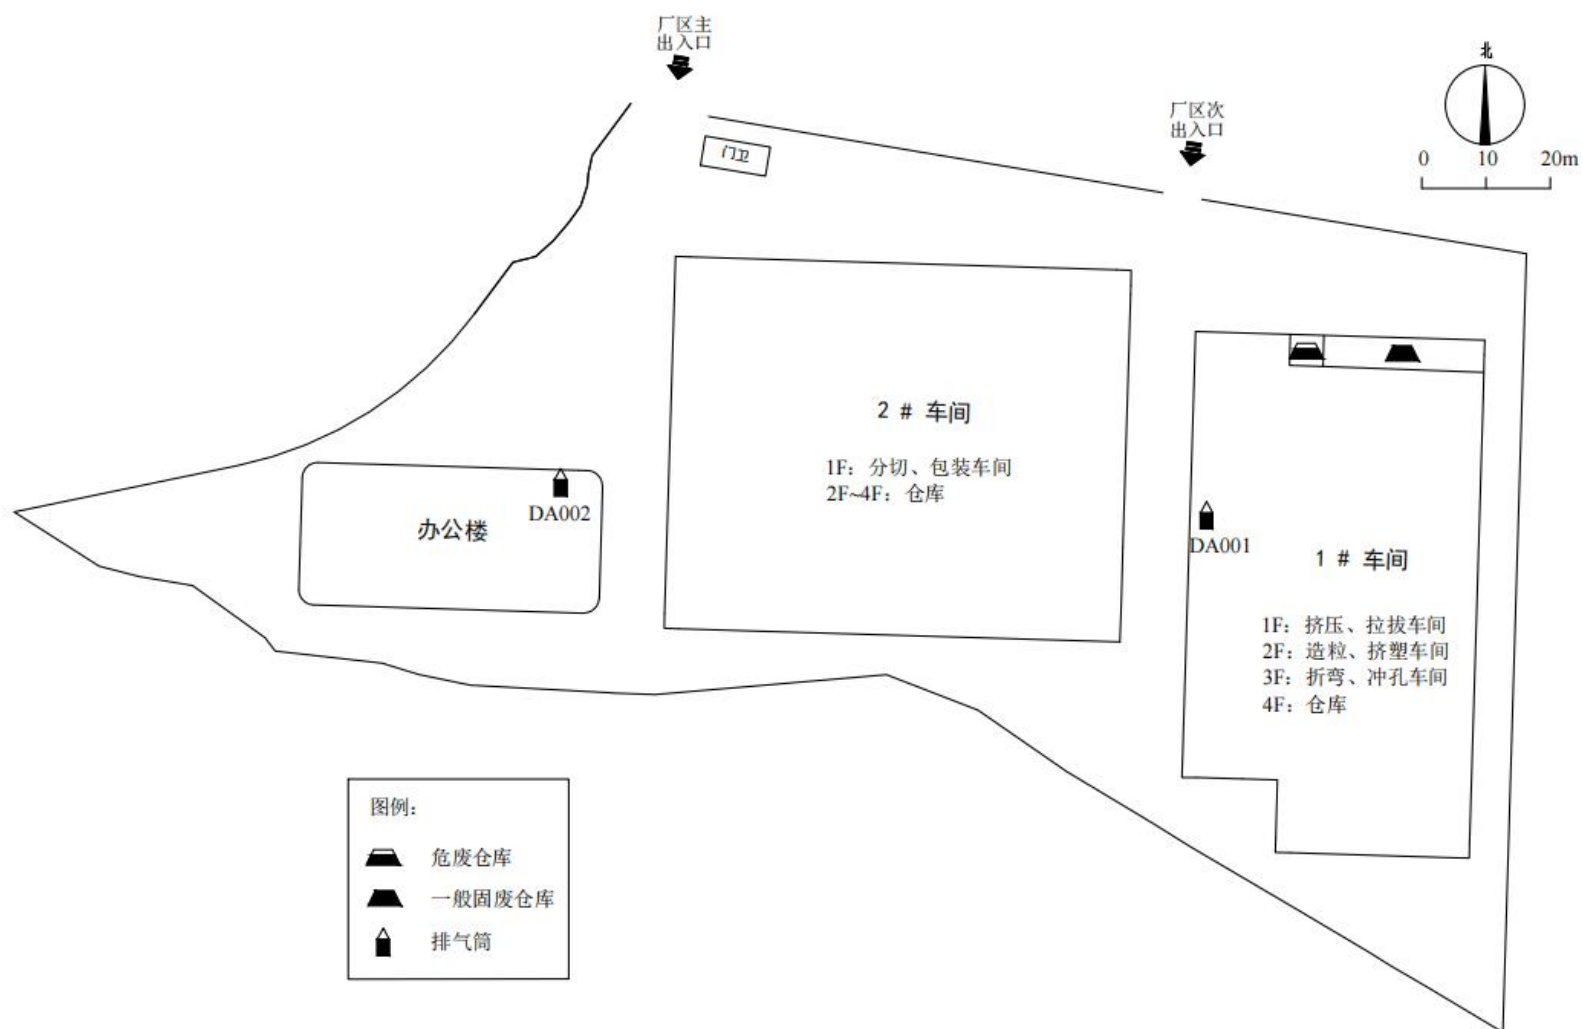 厂区主
出入口
北
厂区次
出入口
0 10 20m
门卫
2 # 车间
1F：分切、包装车间
2F~4F：仓库
DA002
办公楼
DA001
1 # 车间
1F：挤压、拉拔车间
2F：造粒、挤塑车间
3F：折弯、冲孔车间
4F：仓库
图例：
危废仓库
一般固废仓库
排气筒